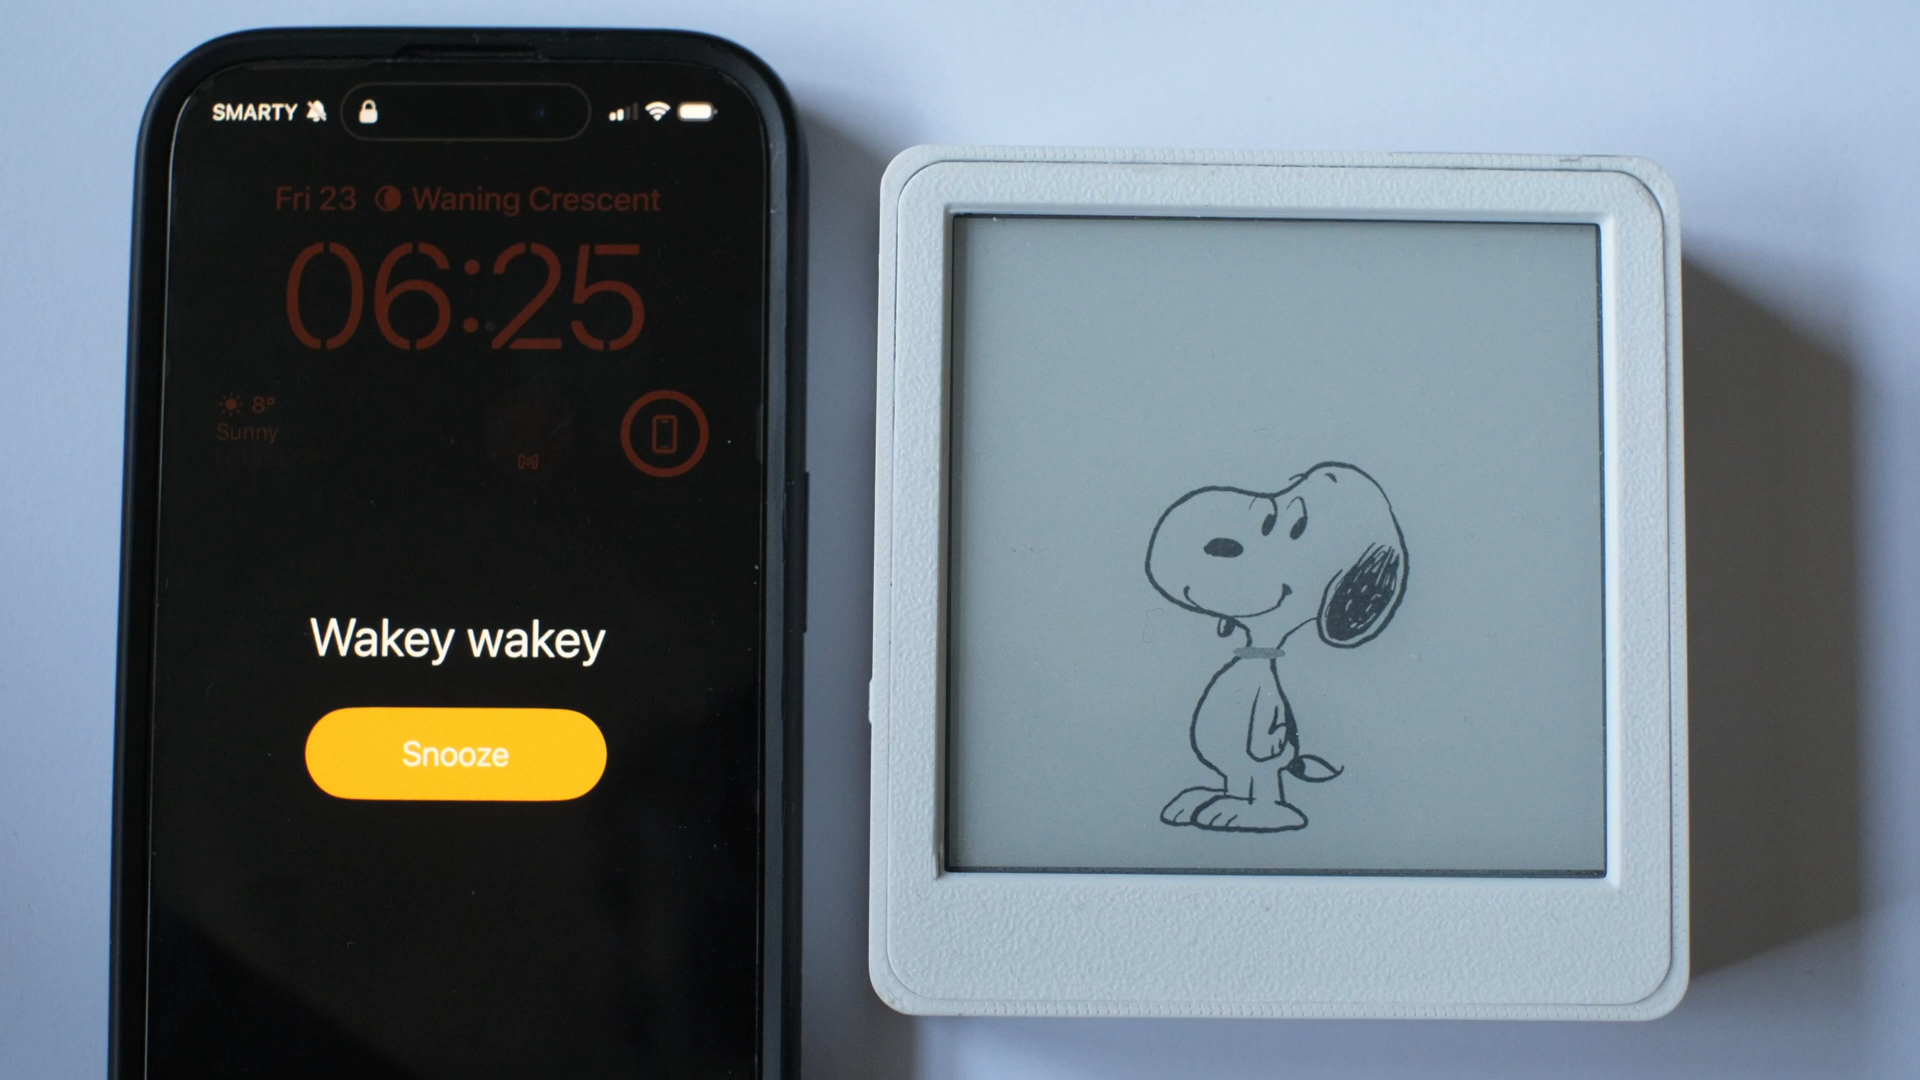 SMARTY
Fri 23 Waning Crescent
06:25
8°
Sunny
Wakey wakey
Snooze